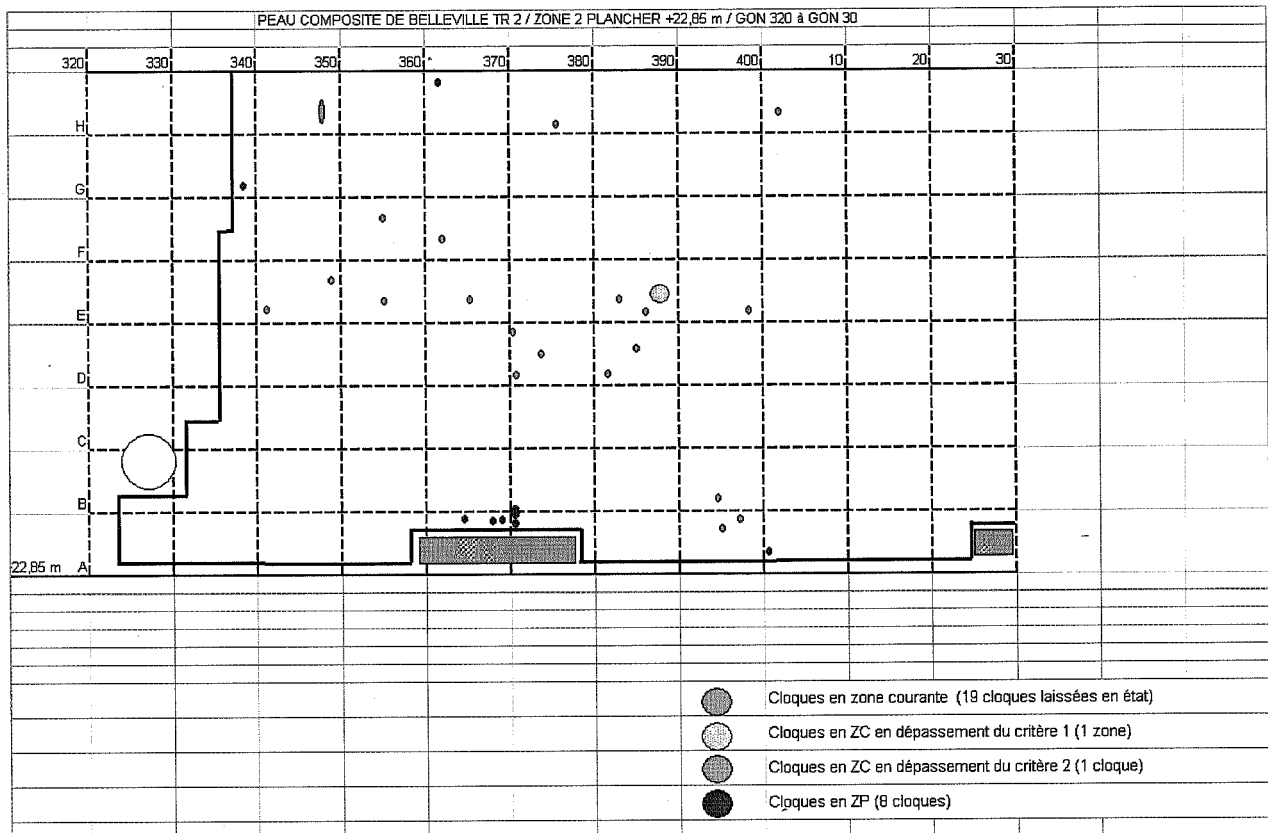 PEAU COMPOSITE DE BELLEVILLE TR 2 / ZONE 2 PLANCHER +22,85 m / GON 320 à GON 30
320 330 340 350 360 370 380 390 400 10 20 30
H
G
F
E
D
C
B
22,85 m A
Cloques en zone courante (19 cloques laissées en état)
Cloques en ZC en dépassement du critère 1 (1 zone)
Cloques en ZC en dépassement du critère 2 (1 cloque)
Cloques en ZP (8 cloques)